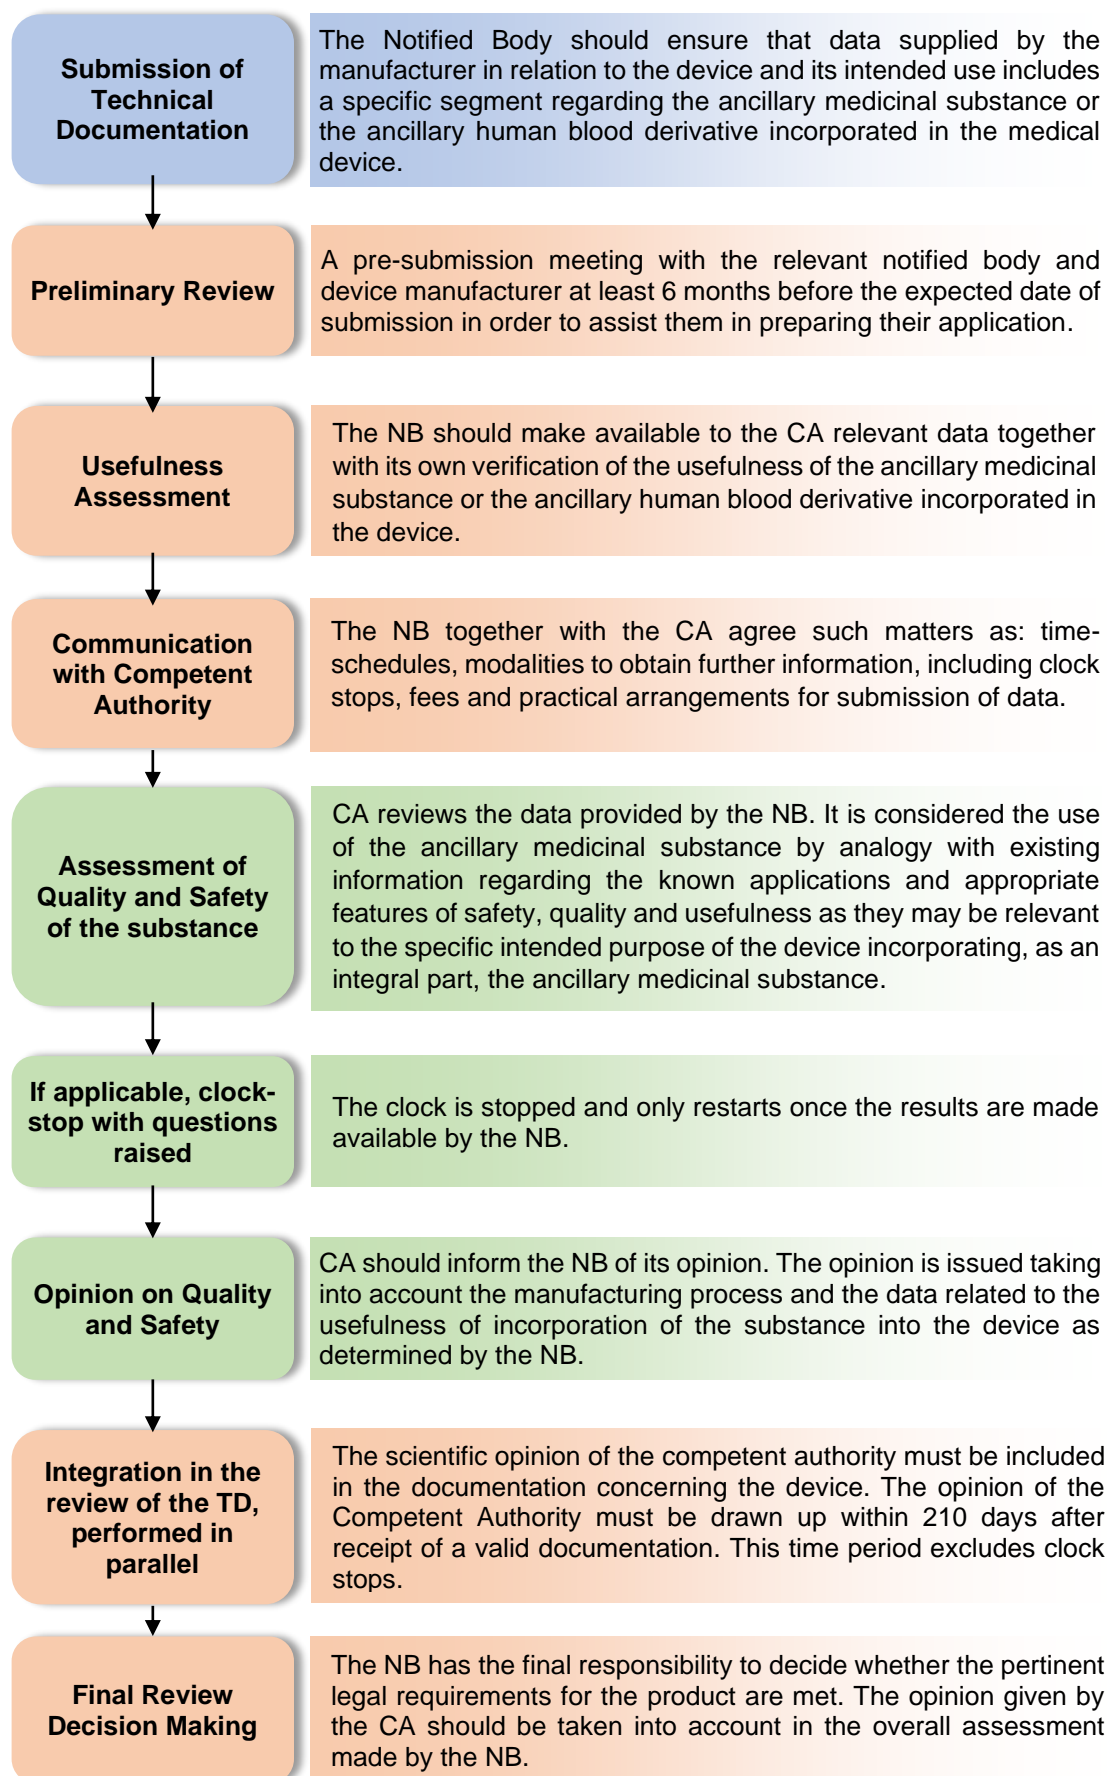 Submission of
Technical
Documentation
The Notified Body should ensure that data supplied by the
manufacturer in relation to the device and its intended use includes
a specific segment regarding the ancillary medicinal substance or
the ancillary human blood derivative incorporated in the medical
device.
Preliminary Review
A pre-submission meeting with the relevant notified body and
device manufacturer at least 6 months before the expected date of
submission in order to assist them in preparing their application.
Usefulness
Assessment
The NB should make available to the CA relevant data together
with its own verification of the usefulness of the ancillary medicinal
substance or the ancillary human blood derivative incorporated in
the device.
Communication
with Competent
Authority
The NB together with the CA agree such matters as: time-
schedules, modalities to obtain further information, including clock
stops, fees and practical arrangements for submission of data.
Assessment of
Quality and Safety
of the substance
CA reviews the data provided by the NB. It is considered the use
of the ancillary medicinal substance by analogy with existing
information regarding the known applications and appropriate
features of safety, quality and usefulness as they may be relevant
to the specific intended purpose of the device incorporating, as an
integral part, the ancillary medicinal substance.
If applicable, clock-
stop with questions
raised
The clock is stopped and only restarts once the results are made
available by the NB.
Opinion on Quality
and Safety
CA should inform the NB of its opinion. The opinion is issued taking
into account the manufacturing process and the data related to the
usefulness of incorporation of the substance into the device as
determined by the NB.
Integration in the
review of the TD,
performed in
parallel
The scientific opinion of the competent authority must be included
in the documentation concerning the device. The opinion of the
Competent Authority must be drawn up within 210 days after
receipt of a valid documentation. This time period excludes clock
stops.
Final Review
Decision Making
The NB has the final responsibility to decide whether the pertinent
legal requirements for the product are met. The opinion given by
the CA should be taken into account in the overall assessment
made by the NB.